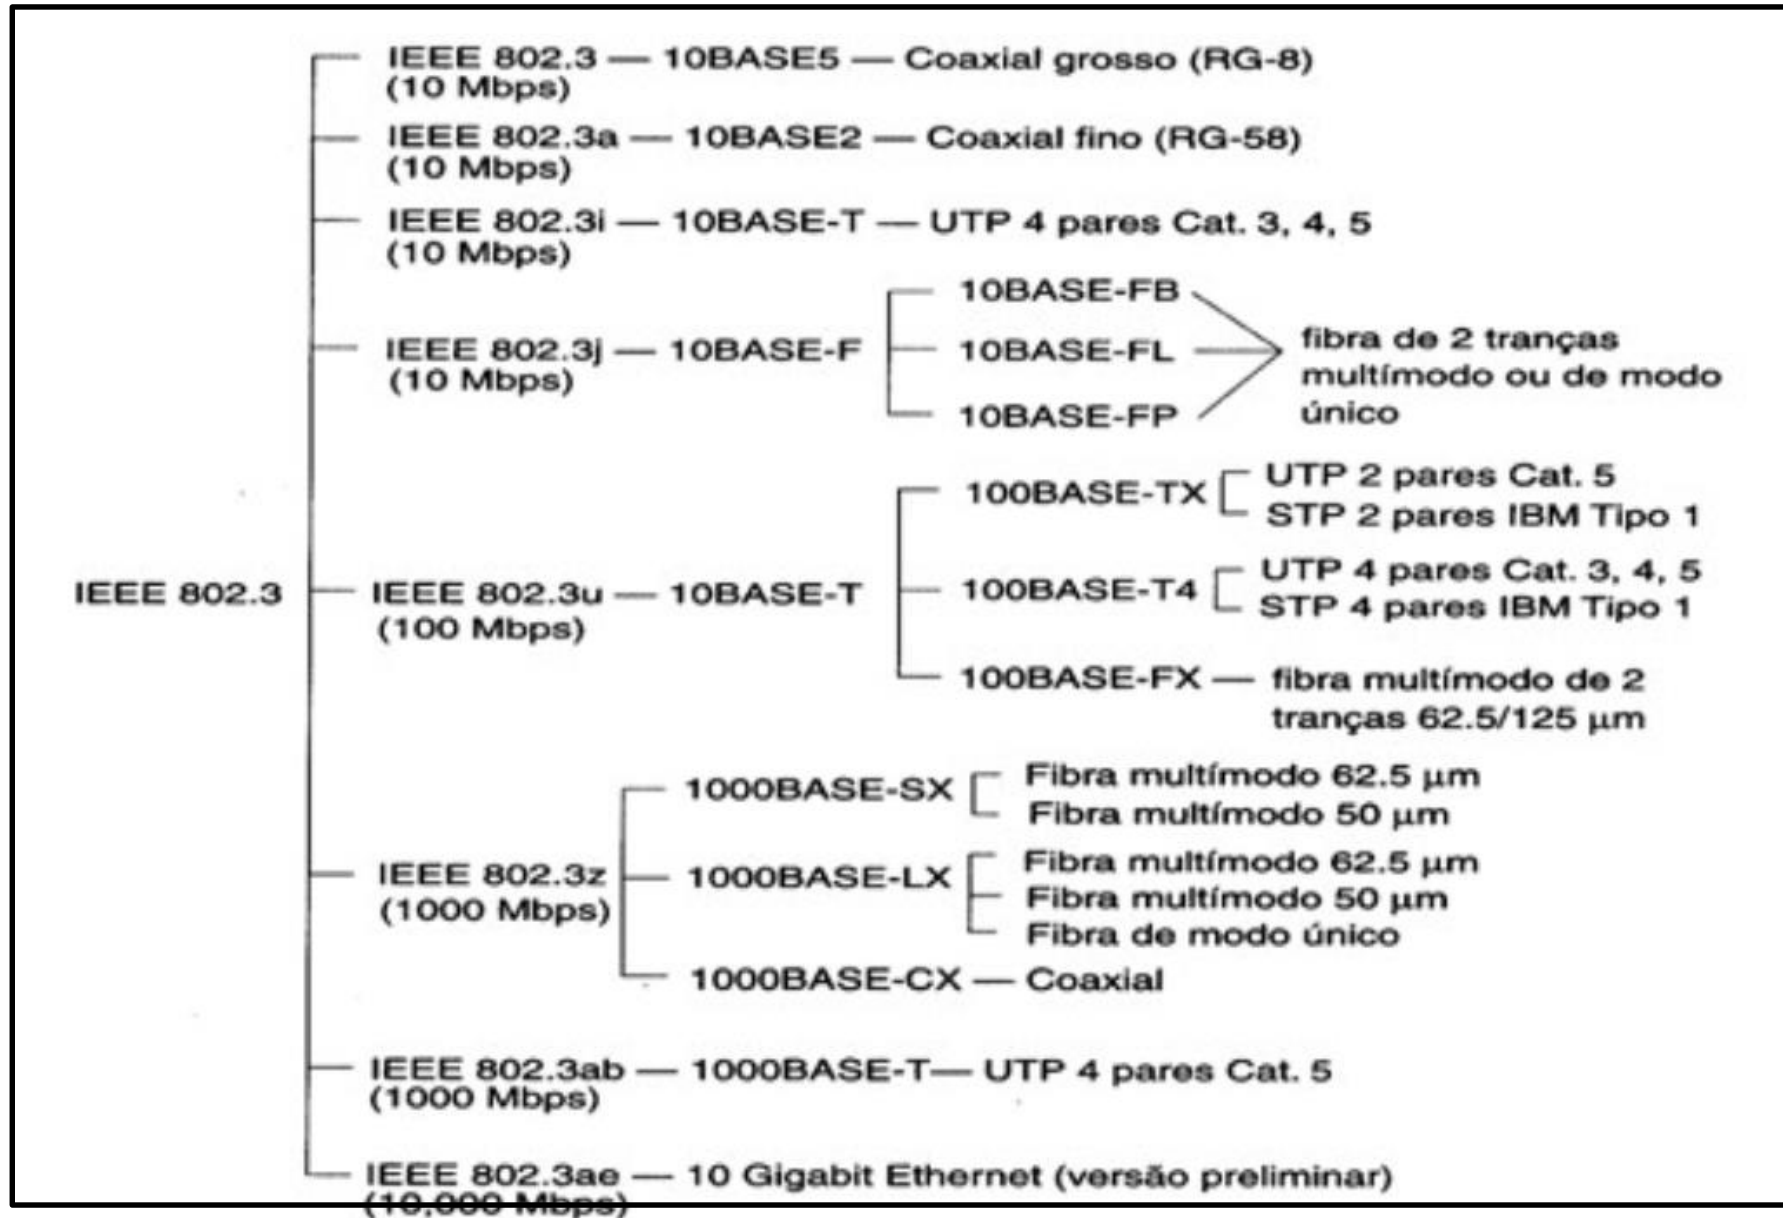 IEEE 802.3 — 10BASE5 — Coaxial grosso (RG-8)
(10 Mbps)
IEEE 802.3a — 10BASE2 — Coaxial fino (RG-58)
(10 Mbps)
IEEE 802.3i — 10BASE-T — UTP 4 pares Cat. 3, 4, 5
(10 Mbps)
IEEE 802.3j — 10BASE-F
(10 Mbps)
10BASE-FB
10BASE-FL
10BASE-FP
fibra de 2 tranças
multímodo ou de modo
único
IEEE 802.3
IEEE 802.3u — 10BASE-T
(100 Mbps)
100BASE-TX
UTP 2 pares Cat. 5
STP 2 pares IBM Tipo 1
100BASE-T4
UTP 4 pares Cat. 3, 4, 5
STP 4 pares IBM Tipo 1
100BASE-FX — fibra multímodo de 2
tranças 62.5/125 μm
IEEE 802.3z
(1000 Mbps)
1000BASE-SX
Fibra multímodo 62.5 μm
Fibra multímodo 50 μm
1000BASE-LX
Fibra multímodo 62.5 μm
Fibra multímodo 50 μm
Fibra de modo único
1000BASE-CX — Coaxial
IEEE 802.3ab — 1000BASE-T— UTP 4 pares Cat. 5
(1000 Mbps)
IEEE 802.3ae — 10 Gigabit Ethernet (versão preliminar)
(10,000 Mbps)